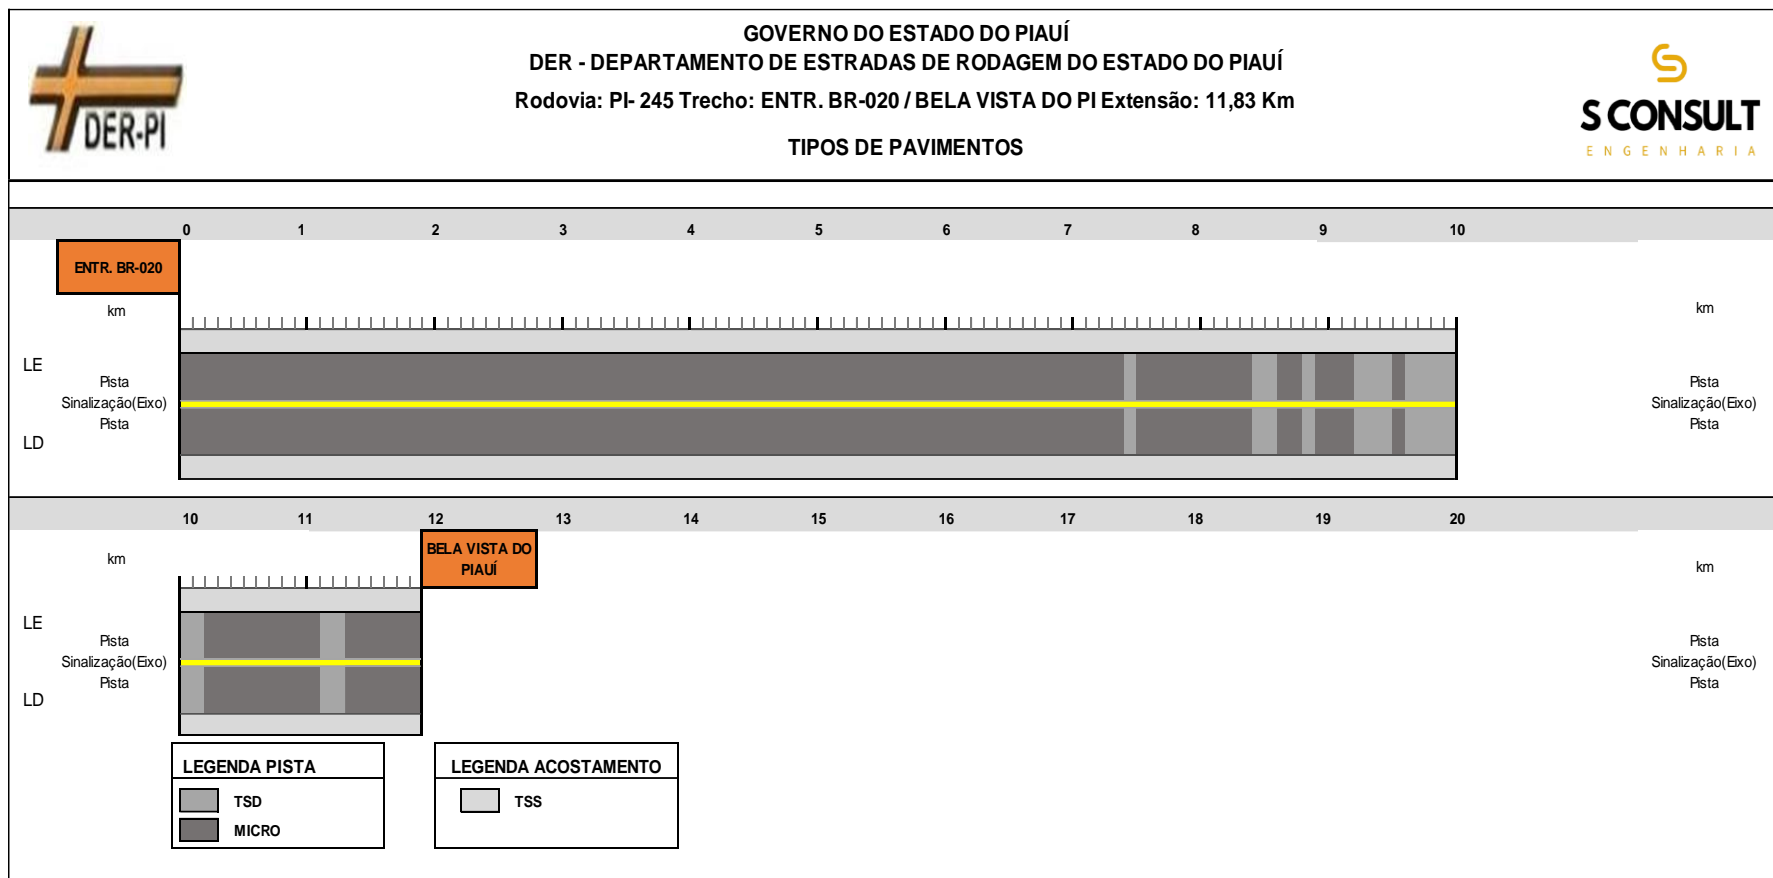 GOVERNO DO ESTADO DO PIAUÍ
DER - DEPARTAMENTO DE ESTRADAS DE RODAGEM DO ESTADO DO PIAUÍ
Rodovia: PI- 245 Trecho: ENTR. BR-020 / BELA VISTA DO PI Extensão: 11,83 Km
TIPOS DE PAVIMENTOS
DER-PI
S CONSULT
ENGENHARIA
0 1 2 3 4 5 6 7 8 9 10
ENTR. BR-020
km km
LE
Pista Pista
Sinalização(Eixo) Sinalização(Eixo)
Pista Pista
LD
10 11 12 13 14 15 16 17 18 19 20
BELA VISTA DO
PIAUÍ
km km
LE
Pista Pista
Sinalização(Eixo) Sinalização(Eixo)
Pista Pista
LD
LEGENDA PISTA
TSD
MICRO
LEGENDA ACOSTAMENTO
TSS